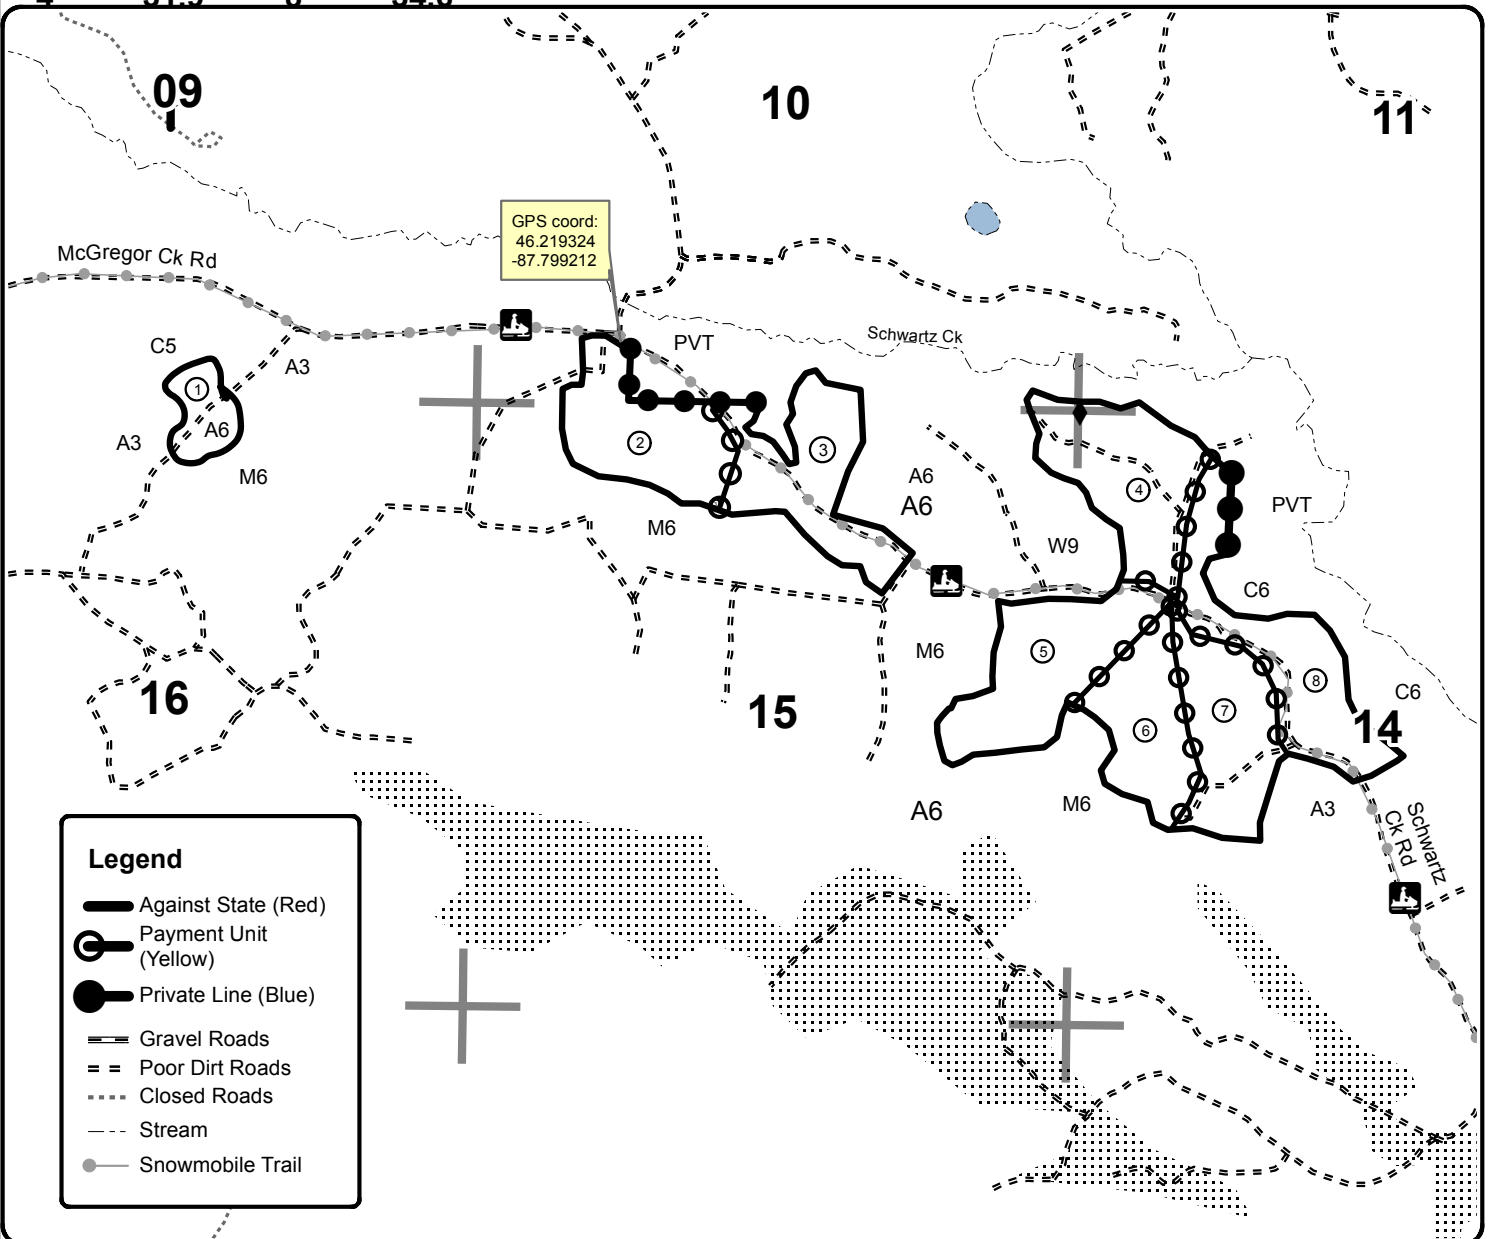 09
10
11
GPS coord:
46.219324
-87.799212
McGregor Ck Rd
PVT
Schwartz Ck
C5
A3
1
A6
A3
M6
2
3
M6
A6
A6
4
PVT
W9
C6
M6
5
6
7
8
C6
14
16
15
A6
M6
A3
Schwartz
Ck Rd
Legend
Against State (Red)
Payment Unit
(Yellow)
Private Line (Blue)
Gravel Roads
Poor Dirt Roads
Closed Roads
Stream
Snowmobile Trail